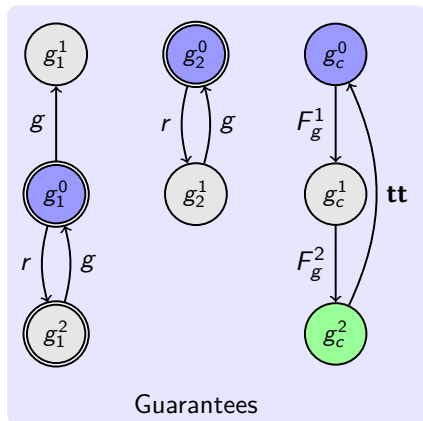 g_1^1 g_2^0 g_c^0
g r g F_g^1
g_1^0 g_2^1 g_c^1 tt
r g F_g^2
g_1^2 g_c^2
Guarantees